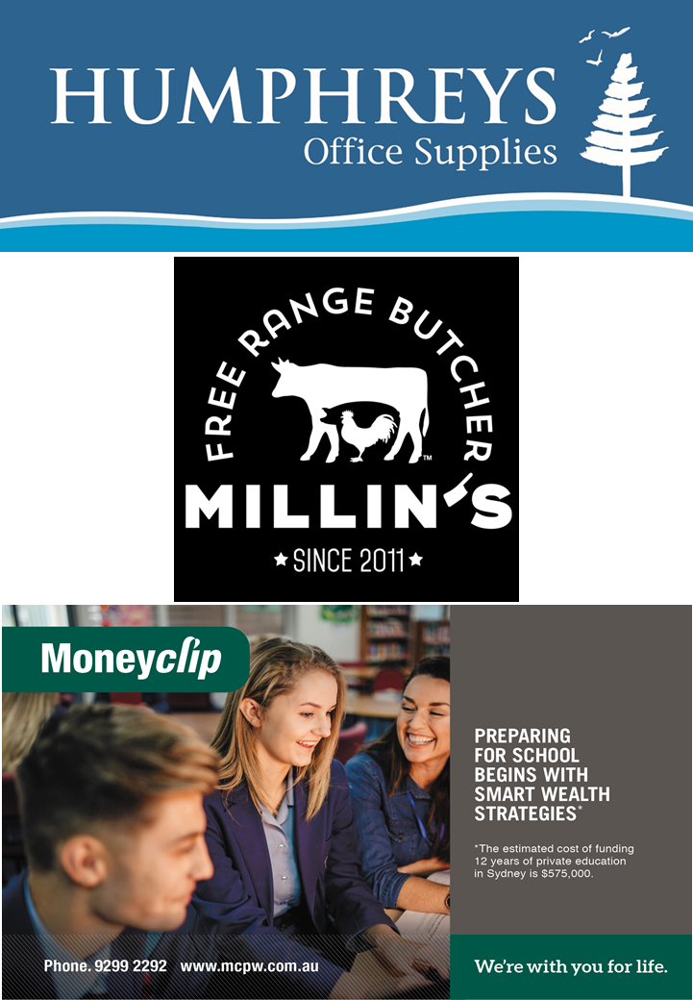 HUMPHREYS
Office Supplies
FREE RANGE BUTCHER
TM
MILLIN'S
★ SINCE 2011 ★
Moneyclip
PREPARING
FOR SCHOOL
BEGINS WITH
SMART WEALTH
STRATEGIES*
*The estimated cost of funding
12 years of private education
in Sydney is $575,000.
Phone. 9299 2292 www.mcpw.com.au
We're with you for life.